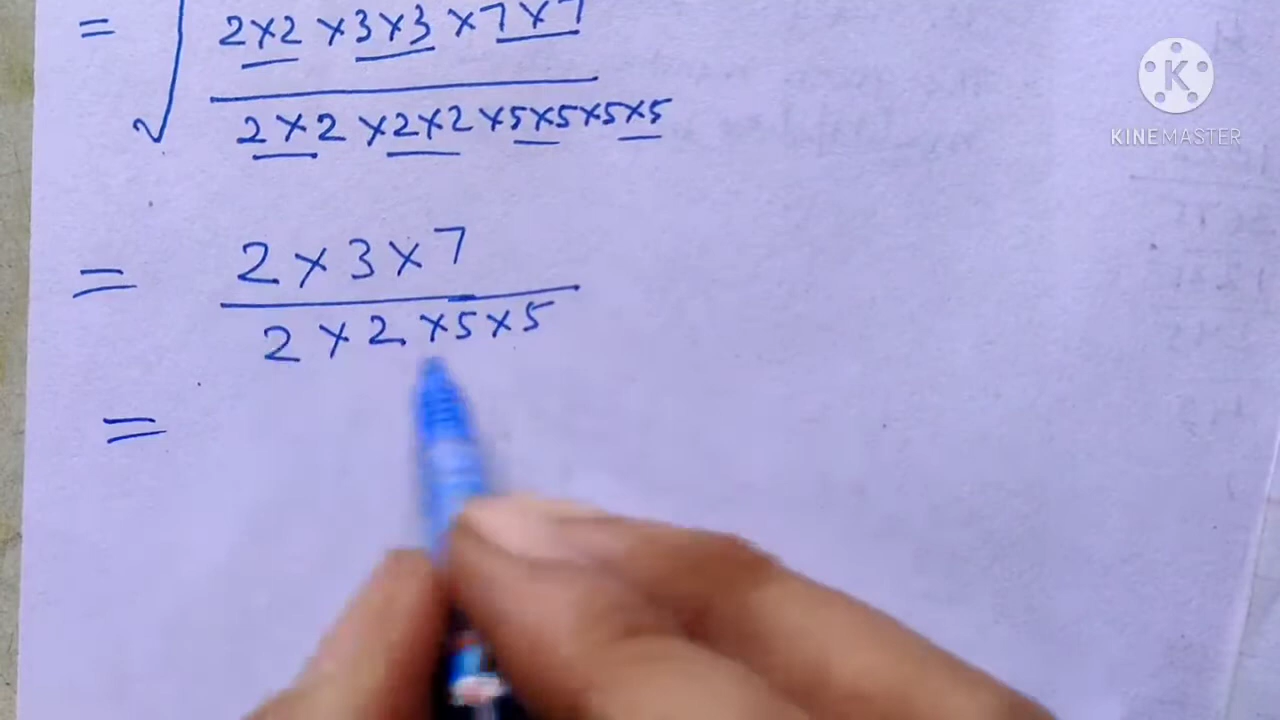 = √ 2×2 ×3×3 ×7×7
2×2 ×2×2 ×5×5×5×5
= 2×3×7
2×2×5×5
=
K
KINEMASTER